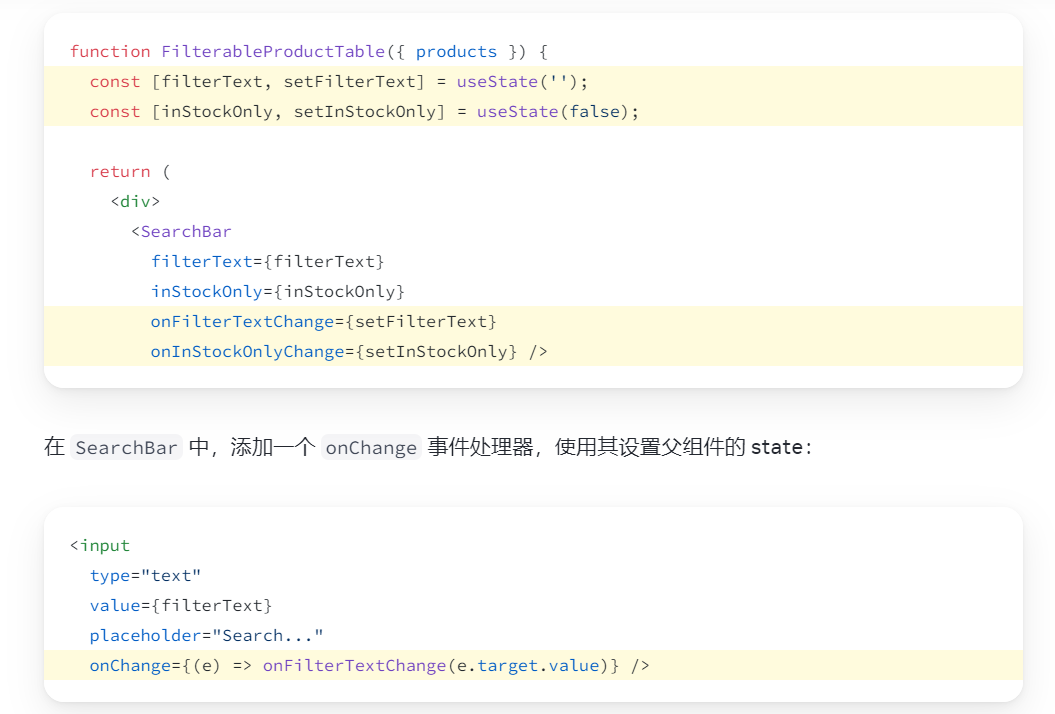 function FilterableProductTable({ products }) {
  const [filterText, setFilterText] = useState('');
  const [inStockOnly, setInStockOnly] = useState(false);
  return (
    <div>
      <SearchBar
        filterText={filterText}
        inStockOnly={inStockOnly}
        onFilterTextChange={setFilterText}
        onInStockOnlyChange={setInStockOnly} />
在 SearchBar 中，添加一个 onChange 事件处理器，使用其设置父组件的 state：
<input
  type="text"
  value={filterText}
  placeholder="Search..."
  onChange={(e) => onFilterTextChange(e.target.value)} />